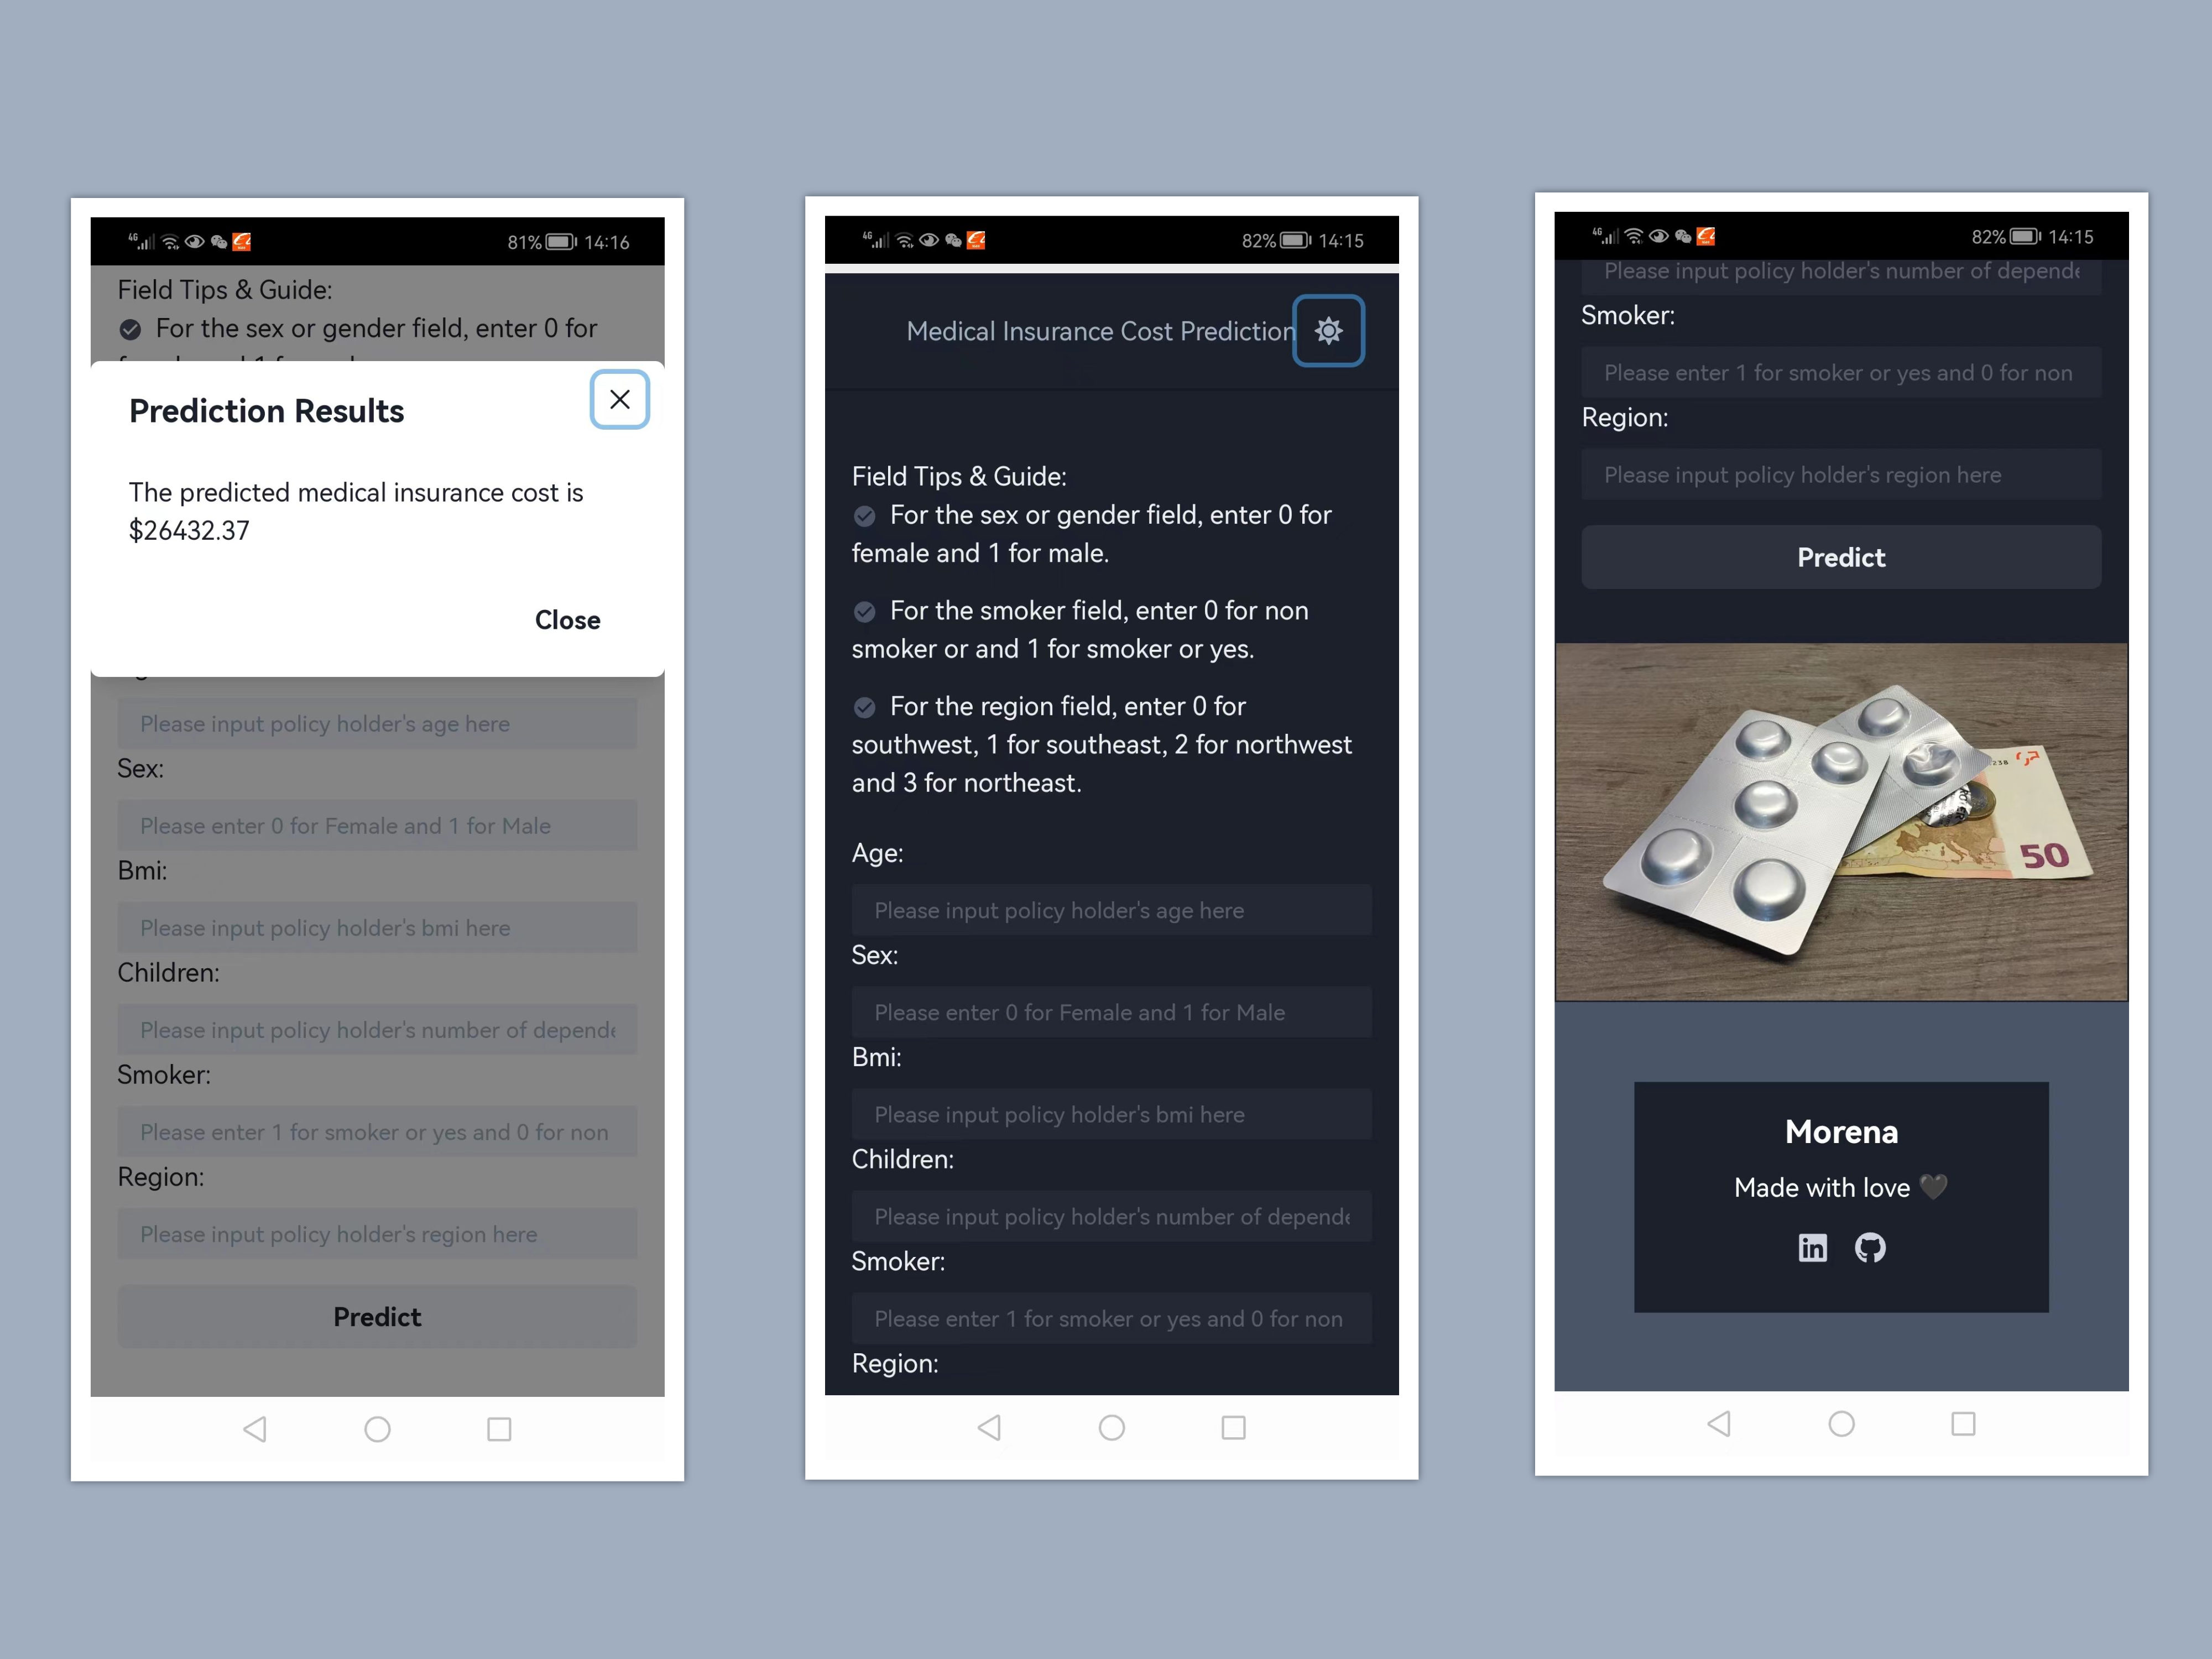 4G
81%
14:16
Field Tips & Guide:
For the sex or gender field, enter 0 for
Prediction Results
The predicted medical insurance cost is
$26432.37
Close
Please input policy holder's age here
Sex:
Please enter 0 for Female and 1 for Male
Bmi:
Please input policy holder's bmi here
Children:
Please input policy holder's number of depende
Smoker:
Please enter 1 for smoker or yes and 0 for non
Region:
Please input policy holder's region here
Predict
4G
82%
14:15
Medical Insurance Cost Prediction
Field Tips & Guide:
For the sex or gender field, enter 0 for
female and 1 for male.
For the smoker field, enter 0 for non
smoker or and 1 for smoker or yes.
For the region field, enter 0 for
southwest, 1 for southeast, 2 for northwest
and 3 for northeast.
Age:
Please input policy holder's age here
Sex:
Please enter 0 for Female and 1 for Male
Bmi:
Please input policy holder's bmi here
Children:
Please input policy holder's number of depende
Smoker:
Please enter 1 for smoker or yes and 0 for non
Region:
4G
82%
14:15
Please input policy holder's number of depende
Smoker:
Please enter 1 for smoker or yes and 0 for non
Region:
Please input policy holder's region here
Predict
238
50
Morena
Made with love 🖤
in